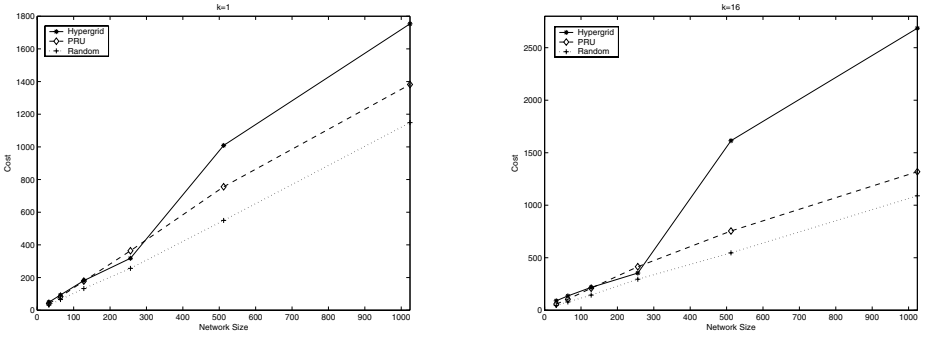 k=1
1800
1600
1400
1200
1000
800
600
400
200
0
Cost
Hypergrid
PRU
Random
0 100 200 300 400 500 600 700 800 900 1000
Network Size
k=16
2500
2000
1500
1000
500
0
Cost
Hypergrid
PRU
Random
0 100 200 300 400 500 600 700 800 900 1000
Network Size